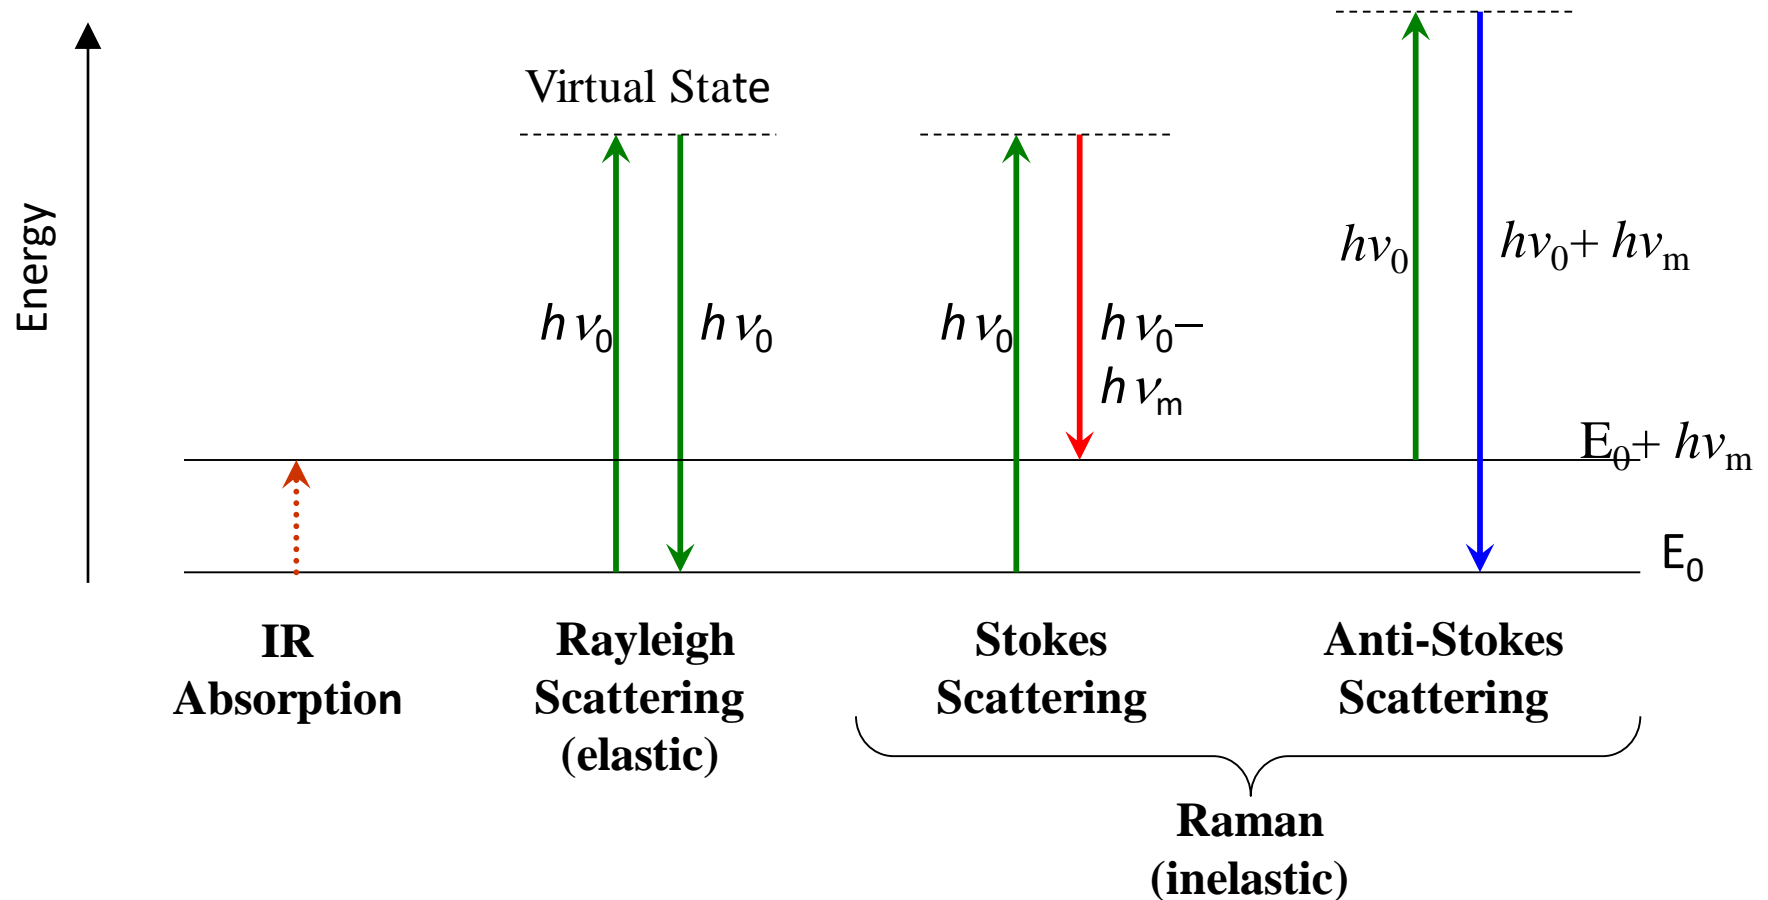 Energy
Virtual State
hν₀
hν₀
hν₀
hν₀–
hνₘ
hν₀
hν₀+ hνₘ
E₀+ hνₘ
E₀
IR
Absorption
Rayleigh
Scattering
(elastic)
Stokes
Scattering
Anti-Stokes
Scattering
Raman
(inelastic)